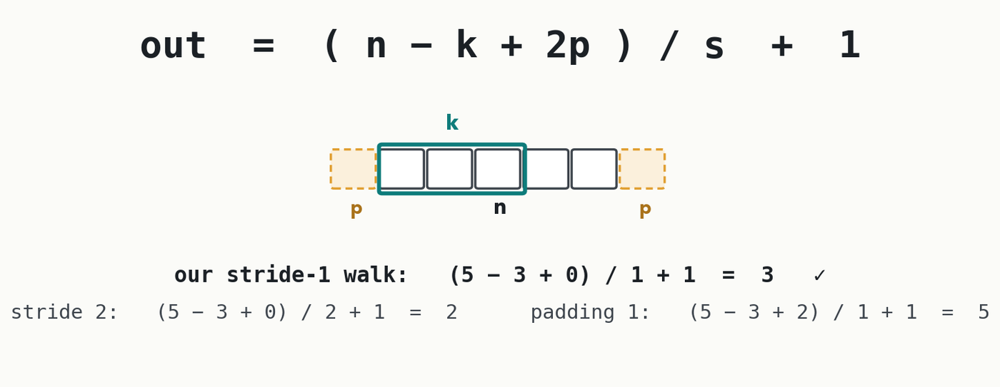 out = ( n − k + 2p ) / s + 1
k
p n p
our stride-1 walk: (5 − 3 + 0) / 1 + 1 = 3 ✓
stride 2: (5 − 3 + 0) / 2 + 1 = 2 padding 1: (5 − 3 + 2) / 1 + 1 = 5